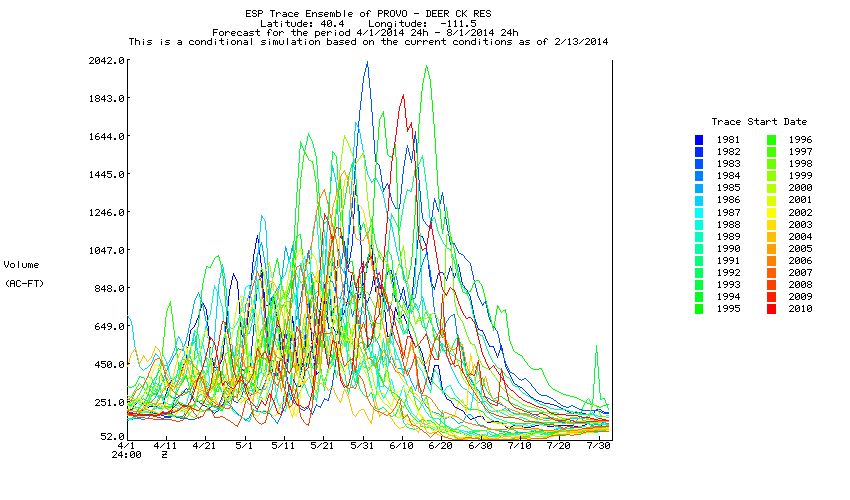 ESP Trace Ensemble of PROVO - DEER CK RES
Latitude: 40.4 Longitude: -111.5
Forecast for the period 4/1/2014 24h - 8/1/2014 24h
This is a conditional simulation based on the current conditions as of 2/13/2014
2042.0
1843.0
1644.0
1445.0
1246.0
1047.0
848.0
649.0
450.0
251.0
52.0
Volume
(AC-FT)
4/1 4/11 4/21 5/1 5/11 5/21 5/31 6/10 6/20 6/30 7/10 7/20 7/30
24:00 Z
Trace Start Date
1981 1996
1982 1997
1983 1998
1984 1999
1985 2000
1986 2001
1987 2002
1988 2003
1989 2004
1990 2005
1991 2006
1992 2007
1993 2008
1994 2009
1995 2010